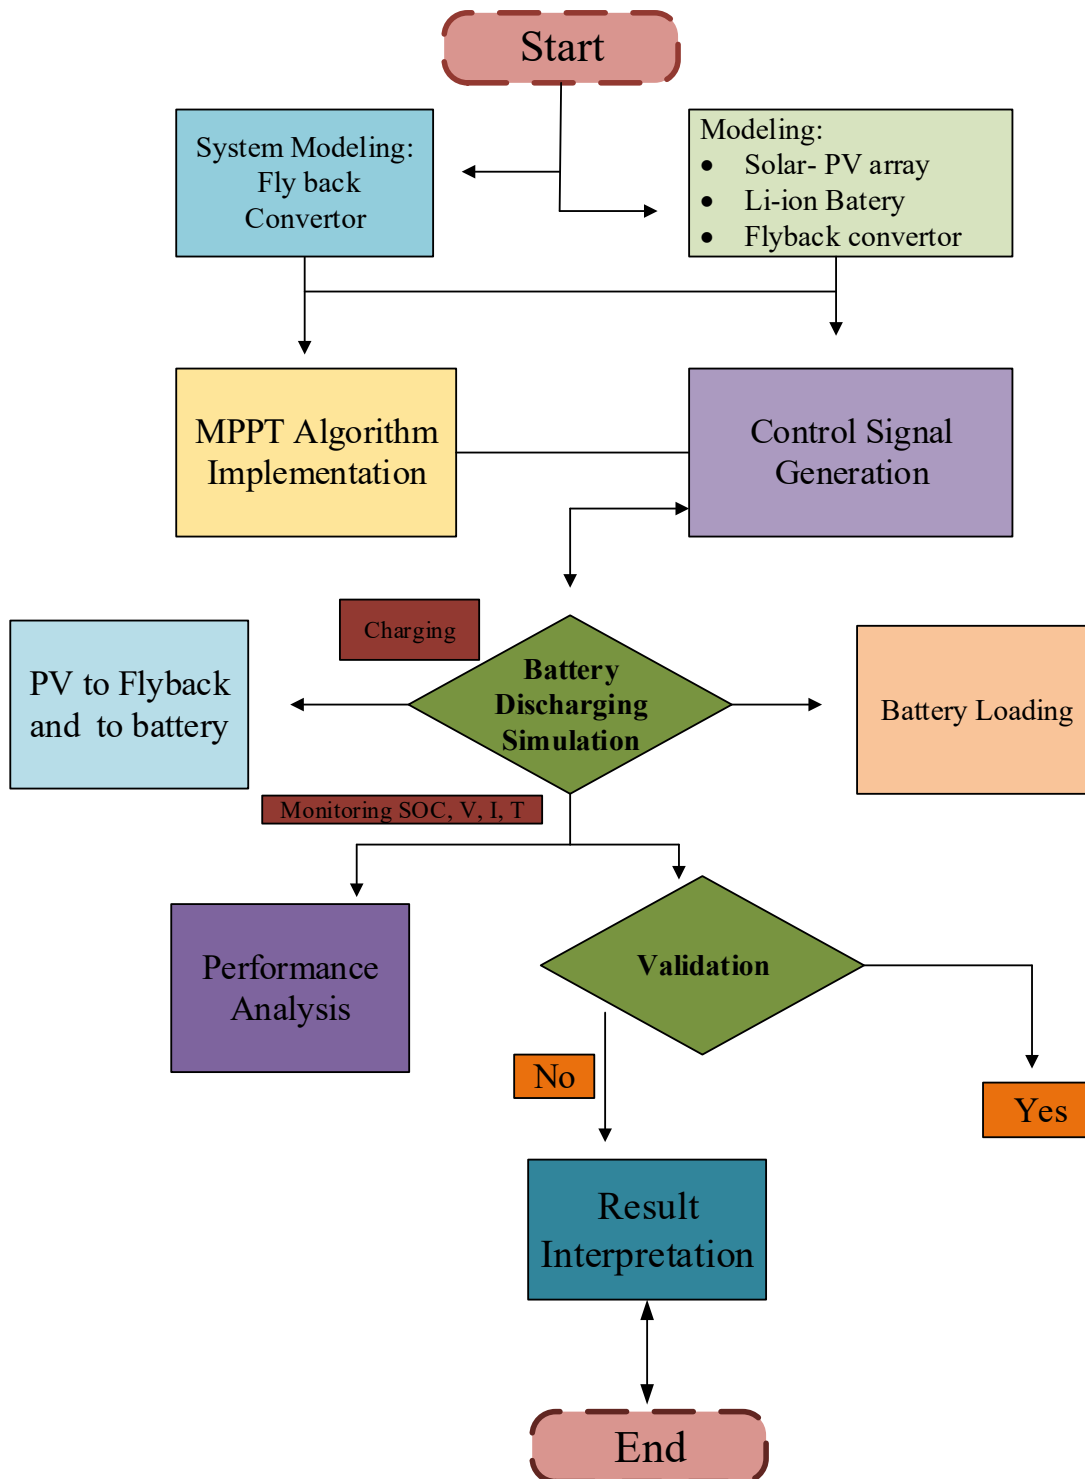 Start
System Modeling:
Fly back
Convertor
Modeling:
• Solar- PV array
• Li-ion Batery
• Flyback convertor
MPPT Algorithm
Implementation
Control Signal
Generation
Charging
PV to Flyback
and to battery
Battery
Discharging
Simulation
Battery Loading
Monitoring SOC, V, I, T
Performance
Analysis
Validation
No
Yes
Result
Interpretation
End